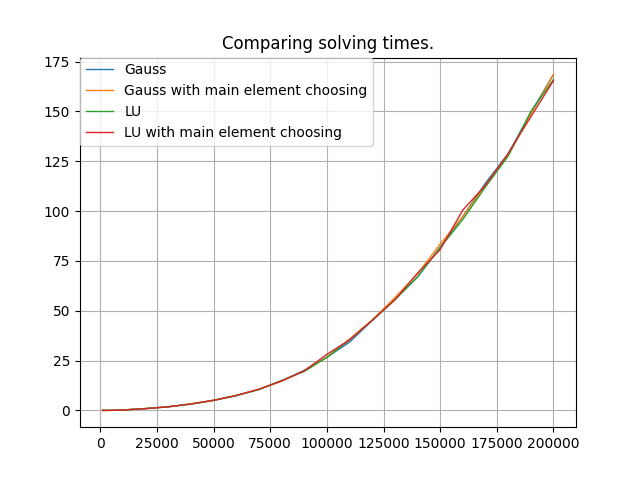 Comparing solving times.
Gauss
Gauss with main element choosing
LU
LU with main element choosing
175
150
125
100
75
50
25
0
0 25000 50000 75000 100000 125000 150000 175000 200000